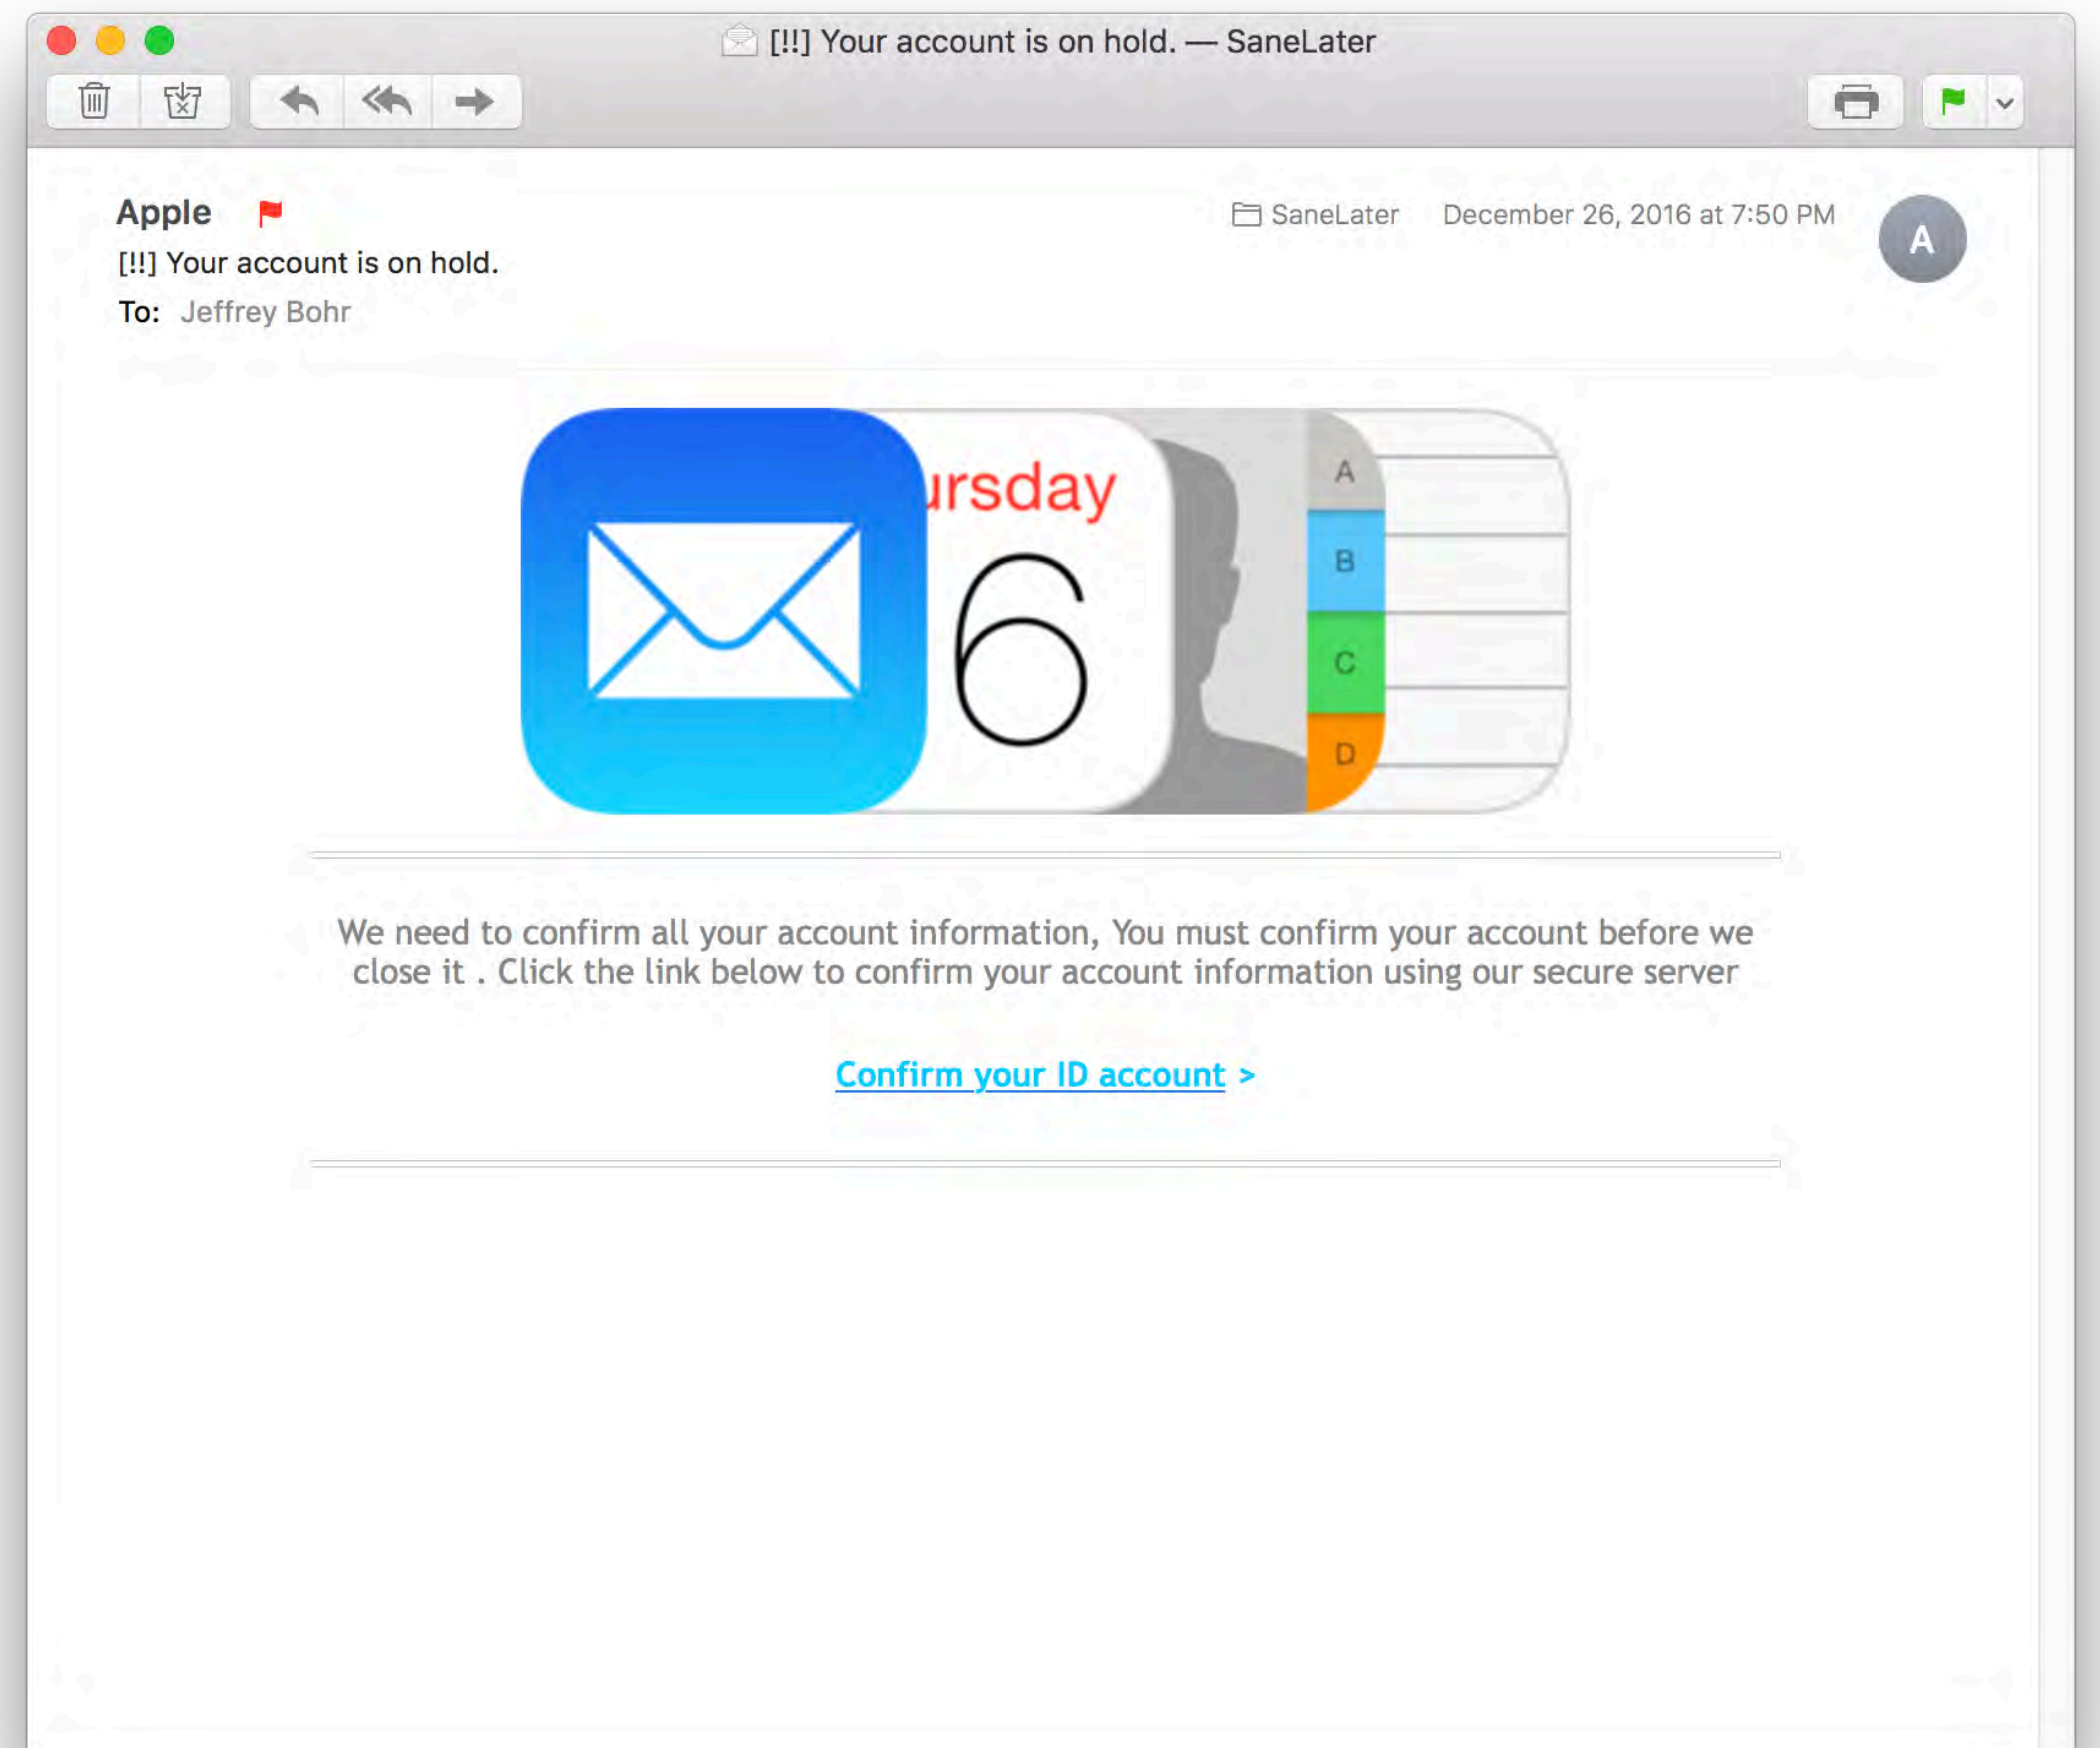 [!!] Your account is on hold. — SaneLater
Apple
SaneLater December 26, 2016 at 7:50 PM
A
[!!] Your account is on hold.
To: Jeffrey Bohr
ursday
6
A
B
C
D
We need to confirm all your account information, You must confirm your account before we
close it . Click the link below to confirm your account information using our secure server
Confirm your ID account >